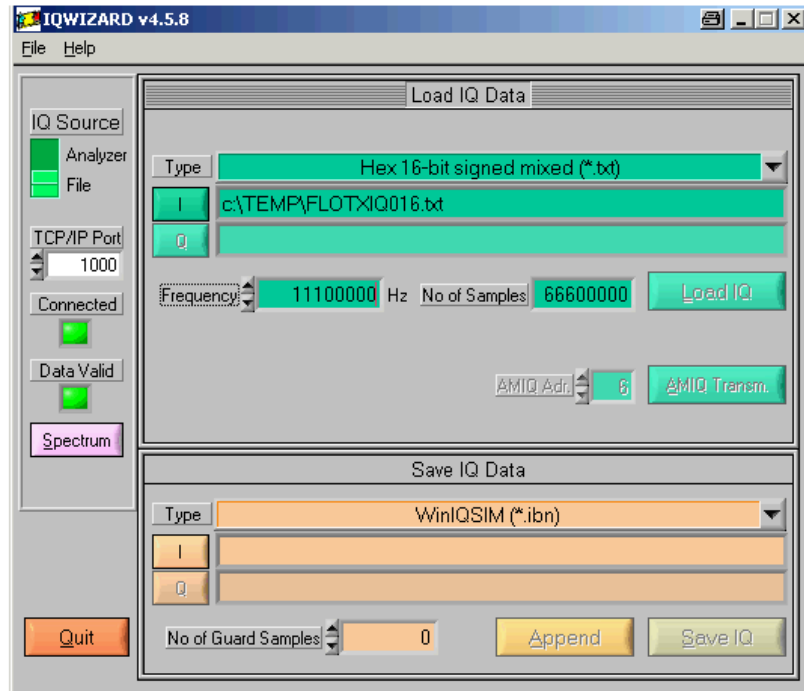 IQWIZARD v4.5.8
File Help
Load IQ Data
IQ Source
Analyzer
File
Type Hex 16-bit signed mixed (*.txt)
I c:\TEMP\FLOTXIQ016.txt
Q
TCP/IP Port
1000
Frequency 11100000 Hz No of Samples 66600000 Load IQ
Connected
Data Valid
AMIQ Adr. 6 AMIQ Transm.
Spectrum
Save IQ Data
Type WinIQSIM (*.ibn)
I
Q
Quit
No of Guard Samples 0 Append Save IQ